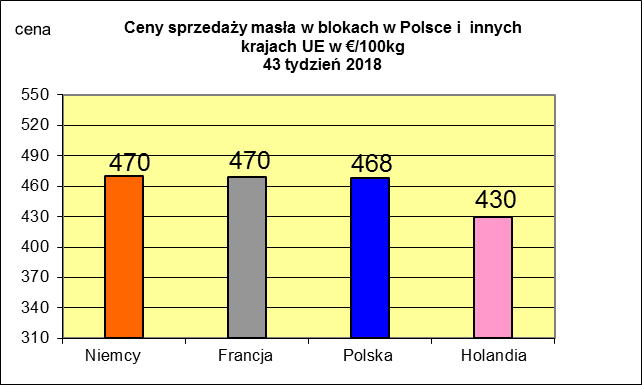 cena
Ceny sprzedaży masła w blokach w Polsce i  innych
krajach UE w €/100kg
43 tydzień 2018
550
520
490
460
430
400
370
340
310
470
470
468
430
Niemcy
Francja
Polska
Holandia